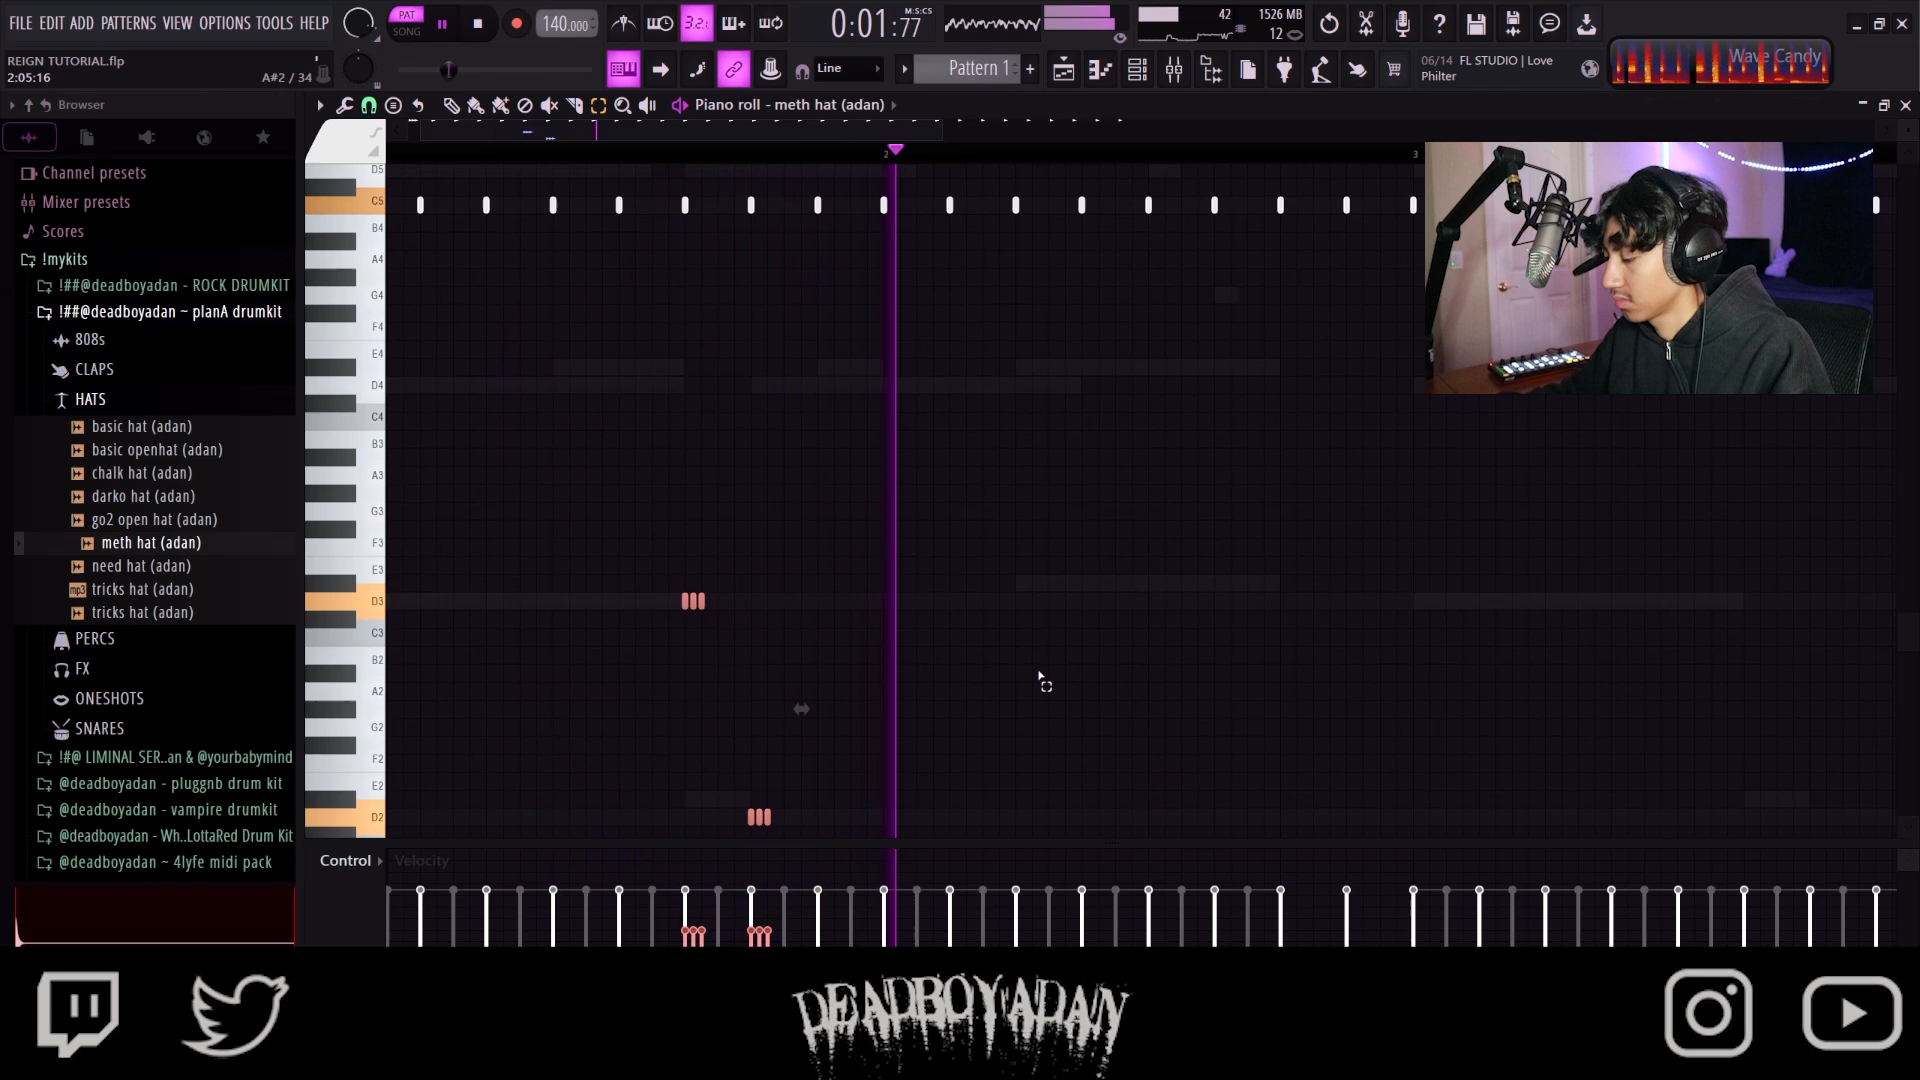 FILE EDIT ADD PATTERNS VIEW OPTIONS TOOLS HELP
PAT
SONG
140.000
3.2.
0:01:77
M:S:CS
42
1526 MB
12
REIGN TUTORIAL.flp
2:05:16
A#2 / 34
Line
Pattern 1
06/14 FL STUDIO | Love
Philter
Wave Candy
Browser
Piano roll - meth hat (adan)
Channel presets
Mixer presets
Scores
!mykits
!##@deadboyadan - ROCK DRUMKIT
!##@deadboyadan ~ planA drumkit
808s
CLAPS
HATS
basic hat (adan)
basic openhat (adan)
chalk hat (adan)
darko hat (adan)
go2 open hat (adan)
meth hat (adan)
need hat (adan)
mp3 tricks hat (adan)
tricks hat (adan)
PERCS
FX
ONESHOTS
SNARES
!#@ LIMINAL SER..an & @yourbabymind
@deadboyadan - pluggnb drum kit
@deadboyadan - vampire drumkit
@deadboyadan - Wh..LottaRed Drum Kit
@deadboyadan ~ 4lyfe midi pack
2
3
D5
C5
B4
A4
G4
F4
E4
D4
C4
B3
A3
G3
F3
E3
D3
C3
B2
A2
G2
F2
E2
D2
Control
Velocity
DEADBOYADAN